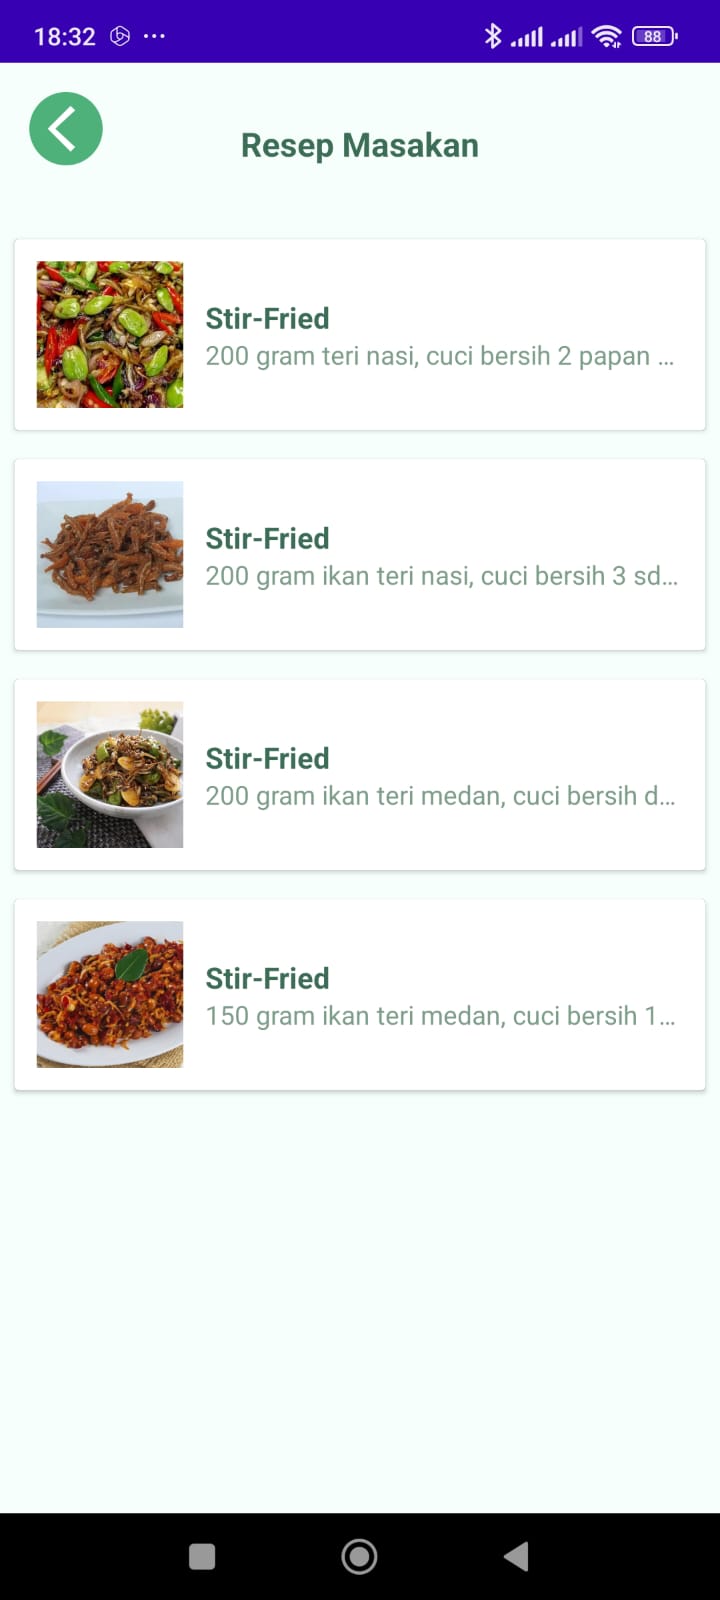 18:32 ... 88
Resep Masakan
Stir-Fried
200 gram teri nasi, cuci bersih 2 papan ...
Stir-Fried
200 gram ikan teri nasi, cuci bersih 3 sd...
Stir-Fried
200 gram ikan teri medan, cuci bersih d...
Stir-Fried
150 gram ikan teri medan, cuci bersih 1...